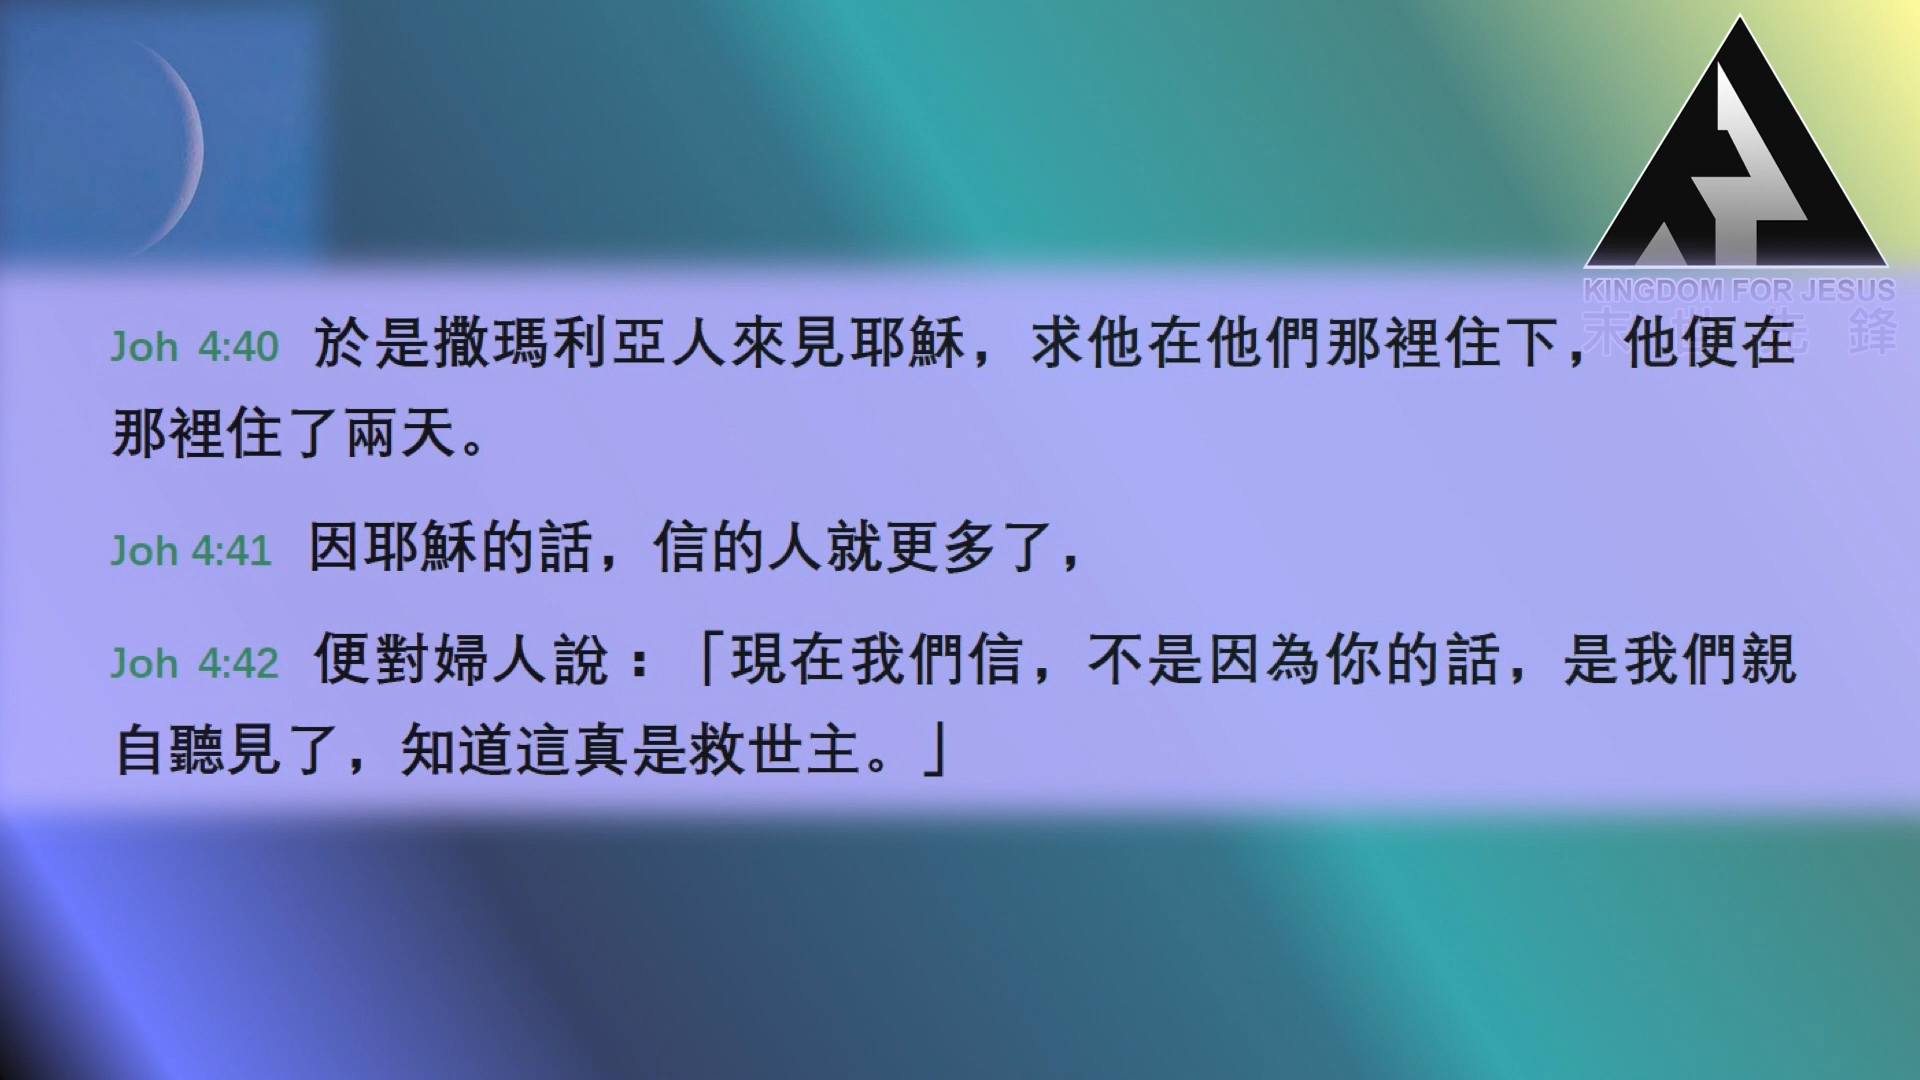 KINGDOM FOR JESUS
末世先鋒
Joh 4:40 於是撒瑪利亞人來見耶穌，求他在他們那裡住下，他便在
那裡住了兩天。
Joh 4:41 因耶穌的話，信的人就更多了，
Joh 4:42 便對婦人說：「現在我們信，不是因為你的話，是我們親
自聽見了，知道這真是救世主。」